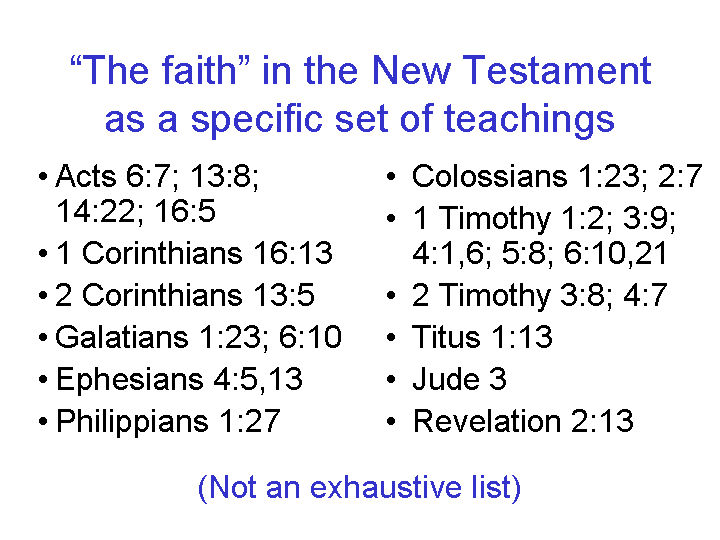 “The faith” in the New Testament
as a specific set of teachings
• Acts 6:7; 13:8;
14:22; 16:5
• 1 Corinthians 16:13
• 2 Corinthians 13:5
• Galatians 1:23; 6:10
• Ephesians 4:5,13
• Philippians 1:27
• Colossians 1:23; 2:7
• 1 Timothy 1:2; 3:9;
4:1,6; 5:8; 6:10,21
• 2 Timothy 3:8; 4:7
• Titus 1:13
• Jude 3
• Revelation 2:13
(Not an exhaustive list)